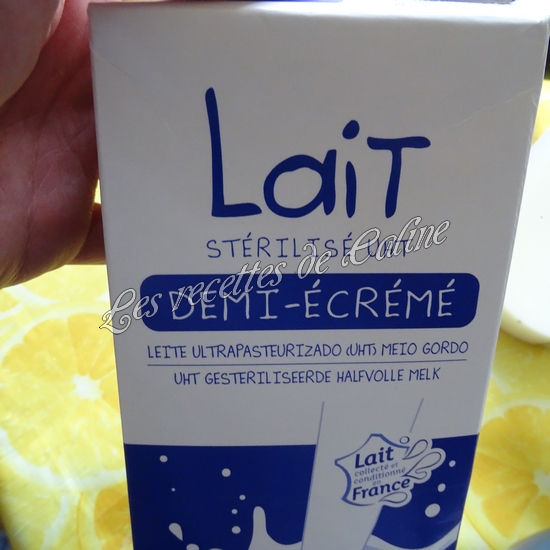 LaiT
STÉRILISÉ UHT
DEMI-ÉCRÉMÉ
Les recettes de Caline
LEITE ULTRAPASTEURIZADO (UHT) MEIO GORDO
UHT GESTERILISEERDE HALFVOLLE MELK
Lait
collecté et
conditionné
en
France